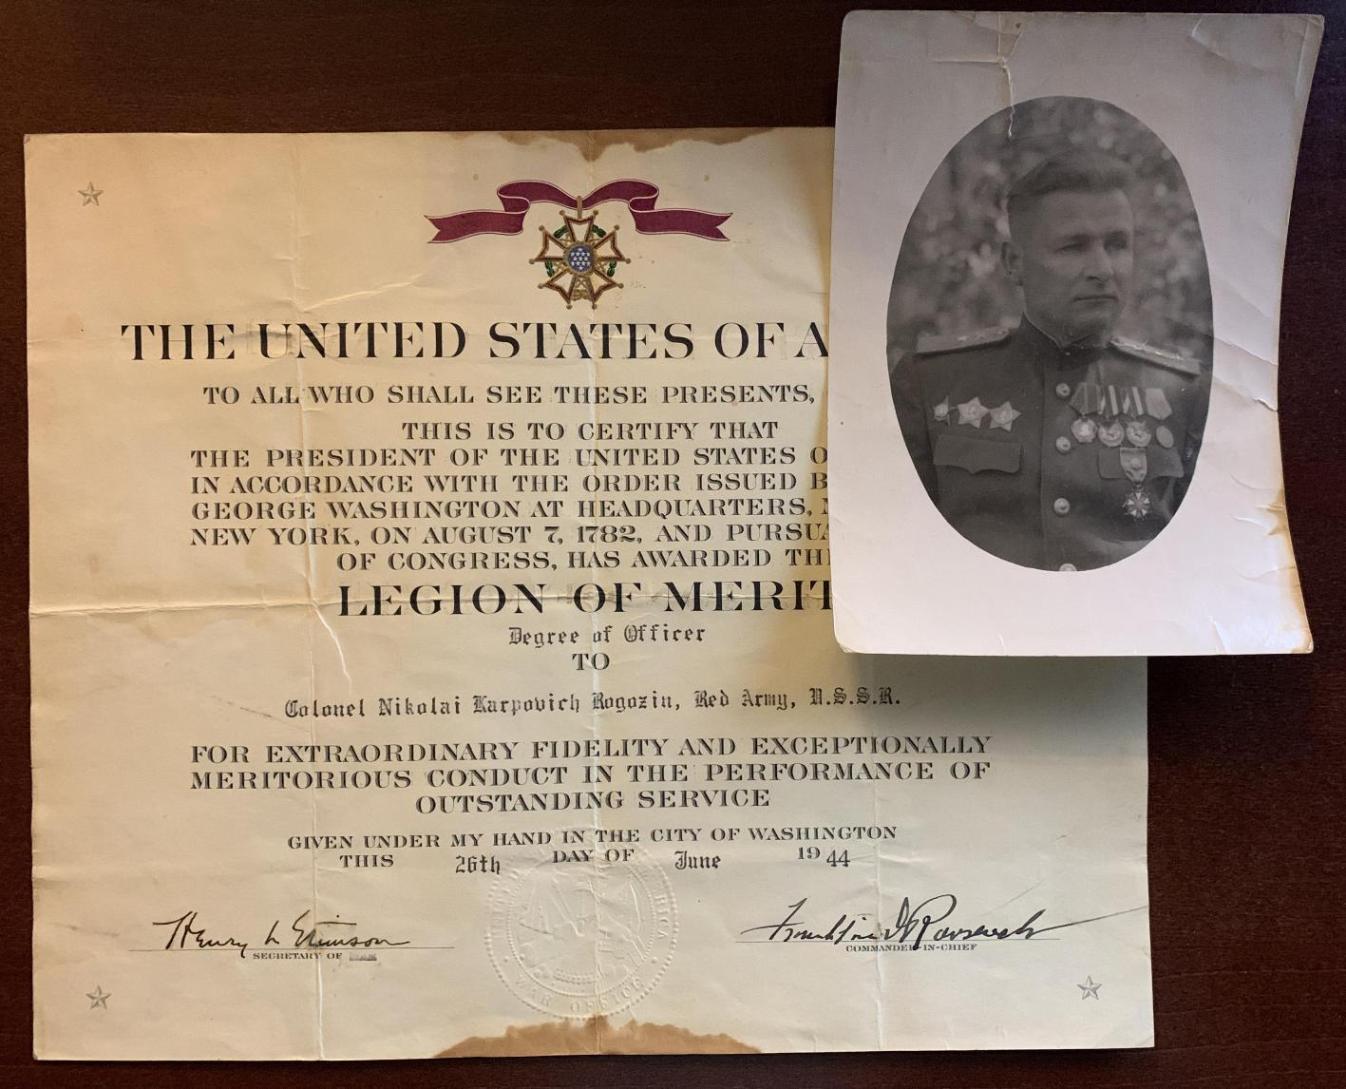 THE UNITED STATES OF A
TO ALL WHO SHALL SEE THESE PRESENTS,
THIS IS TO CERTIFY THAT
THE PRESIDENT OF THE UNITED STATES O
IN ACCORDANCE WITH THE ORDER ISSUED B
GEORGE WASHINGTON AT HEADQUARTERS,
NEW YORK, ON AUGUST 7, 1782, AND PURSUA
OF CONGRESS, HAS AWARDED THE
LEGION OF MERIT
Degree of Officer
TO
Colonel Nikolai Karpovich Rogozin, Red Army, U.S.S.R.
FOR EXTRAORDINARY FIDELITY AND EXCEPTIONALLY
MERITORIOUS CONDUCT IN THE PERFORMANCE OF
OUTSTANDING SERVICE
GIVEN UNDER MY HAND IN THE CITY OF WASHINGTON
THIS 26th DAY OF June 1944
Henry L Stimson Franklin D Roosevelt
SECRETARY OF WAR COMMANDER-IN-CHIEF
WAR OFFICE